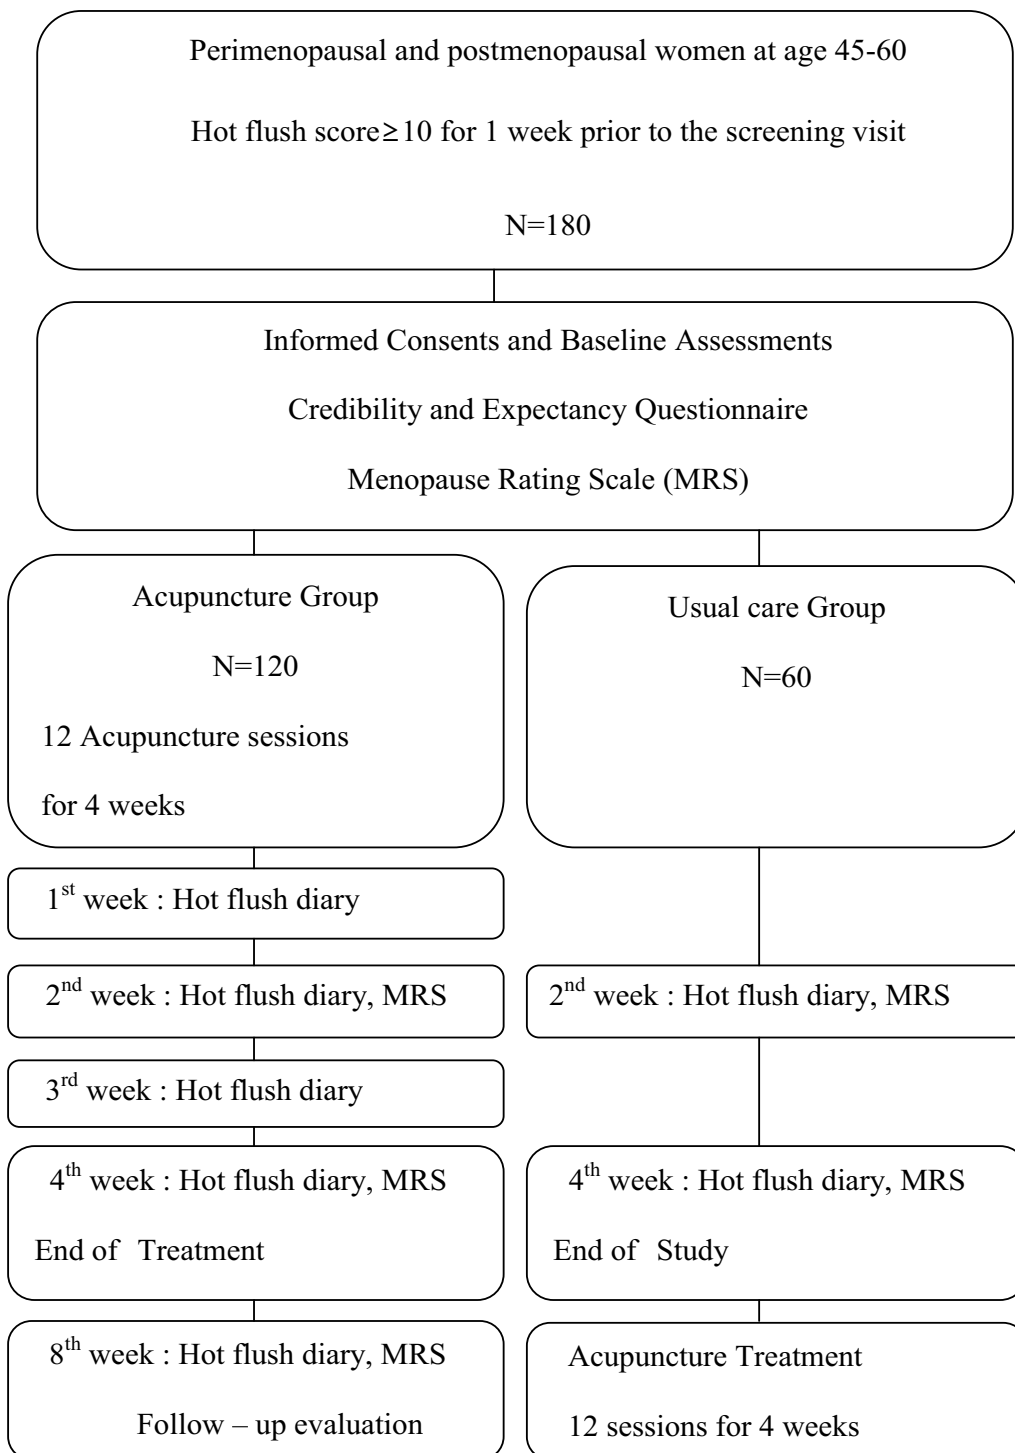 Perimenopausal and postmenopausal women at age 45-60
Hot flush score≥10 for 1 week prior to the screening visit
N=180
Informed Consents and Baseline Assessments
Credibility and Expectancy Questionnaire
Menopause Rating Scale (MRS)
Acupuncture Group
N=120
12 Acupuncture sessions
for 4 weeks
Usual care Group
N=60
1st week : Hot flush diary
2nd week : Hot flush diary, MRS
2nd week : Hot flush diary, MRS
3rd week : Hot flush diary
4th week : Hot flush diary, MRS
End of Treatment
4th week : Hot flush diary, MRS
End of Study
8th week : Hot flush diary, MRS
Follow – up evaluation
Acupuncture Treatment
12 sessions for 4 weeks